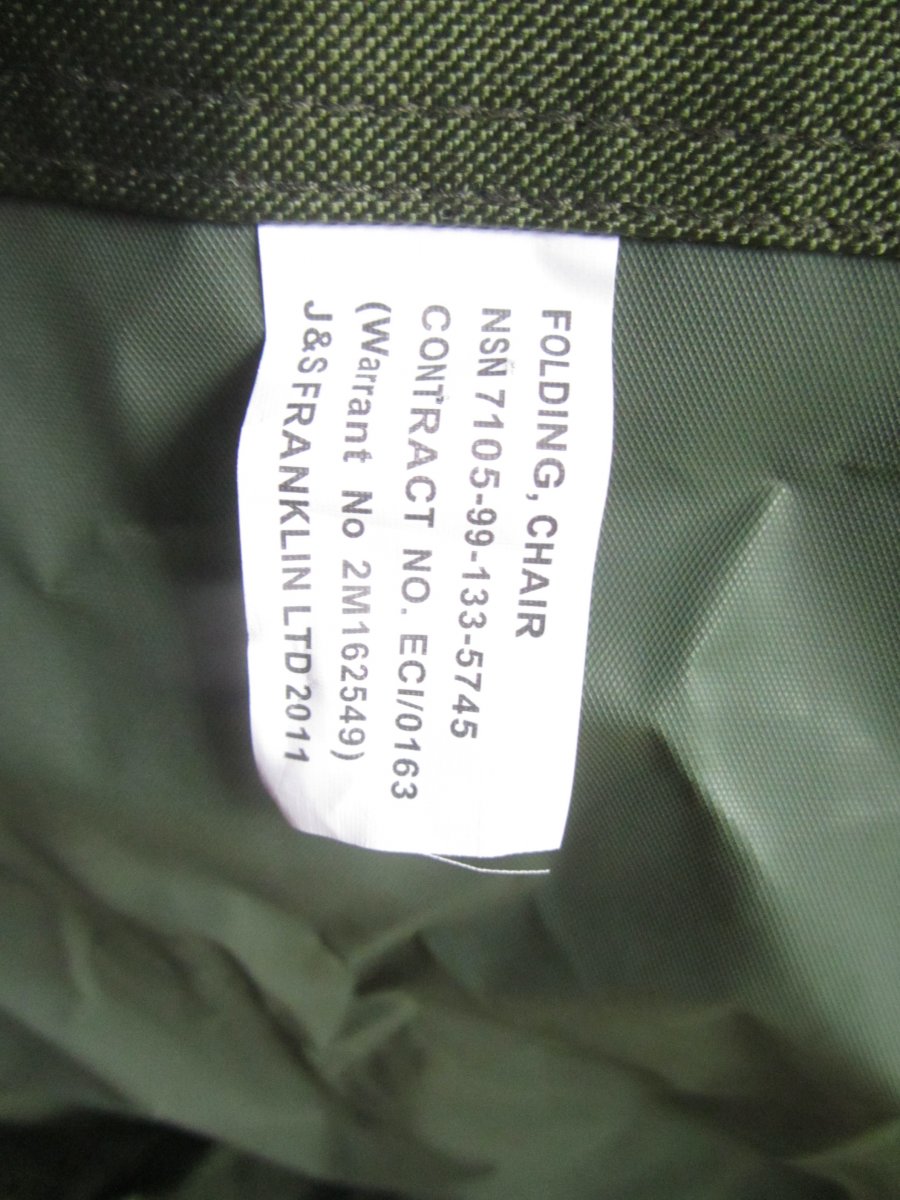 FOLDING, CHAIR
NSN 7105-99-133-5745
CONTRACT NO. ECI/0163
(Warrant No 2M162549)
J&S FRANKLIN LTD 2011